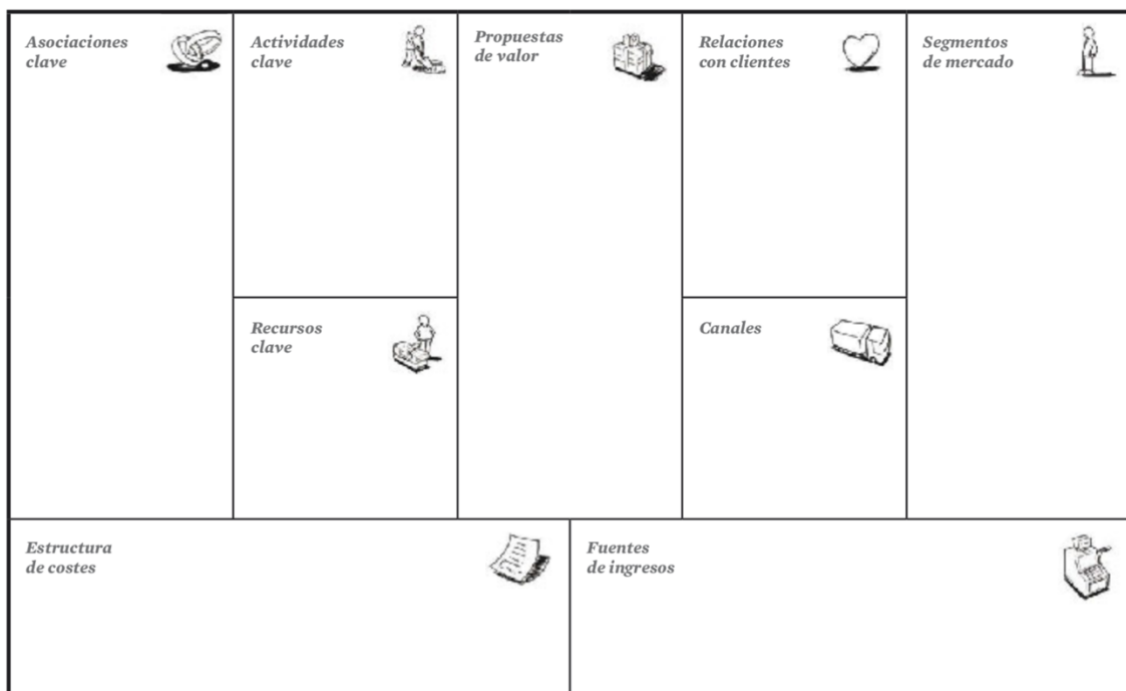 Asociaciones
clave
Actividades
clave
Propuestas
de valor
Relaciones
con clientes
Segmentos
de mercado
Recursos
clave
Canales
Estructura
de costes
Fuentes
de ingresos